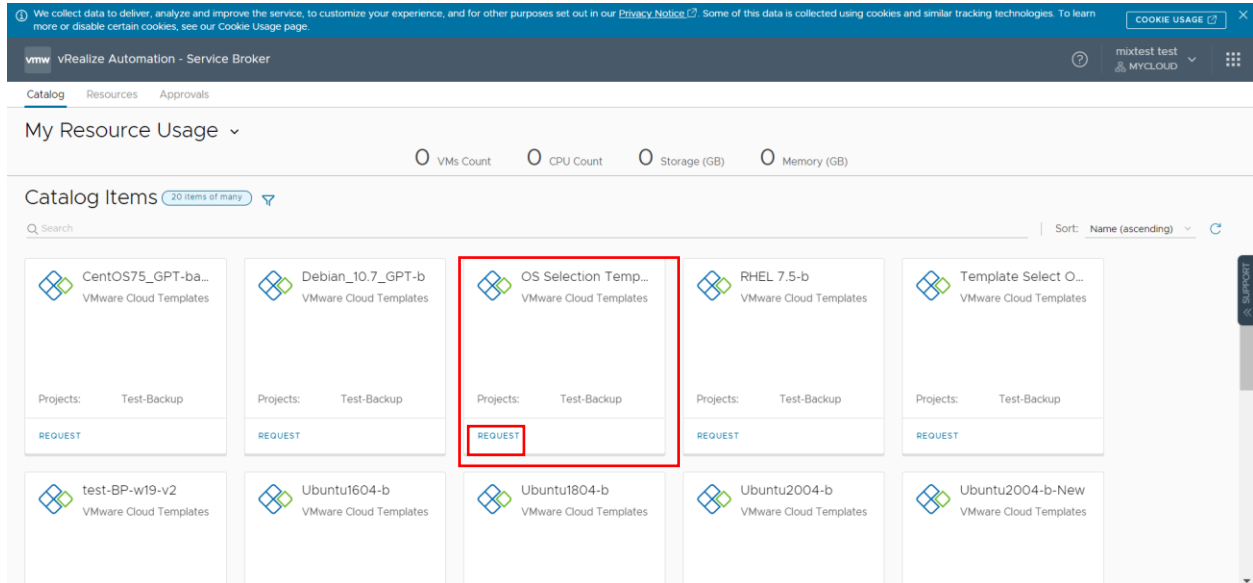 We collect data to deliver, analyze and improve the service, to customize your experience, and for other purposes set out in our Privacy Notice. Some of this data is collected using cookies and similar tracking technologies. To learn
more or disable certain cookies, see our Cookie Usage page.
COOKIE USAGE
vmw vRealize Automation - Service Broker
mixtest test
MYCLOUD
Catalog Resources Approvals
My Resource Usage
0 VMs Count 0 CPU Count 0 Storage (GB) 0 Memory (GB)
Catalog Items 20 items of many
Search
Sort: Name (ascending)
CentOS75_GPT-ba... Debian_10.7_GPT-b OS Selection Temp... RHEL 7.5-b Template Select O...
VMware Cloud Templates VMware Cloud Templates VMware Cloud Templates VMware Cloud Templates VMware Cloud Templates
SUPPORT
Projects: Test-Backup Projects: Test-Backup Projects: Test-Backup Projects: Test-Backup Projects: Test-Backup
REQUEST REQUEST REQUEST REQUEST REQUEST
test-BP-w19-v2 Ubuntu1604-b Ubuntu1804-b Ubuntu2004-b Ubuntu2004-b-New
VMware Cloud Templates VMware Cloud Templates VMware Cloud Templates VMware Cloud Templates VMware Cloud Templates